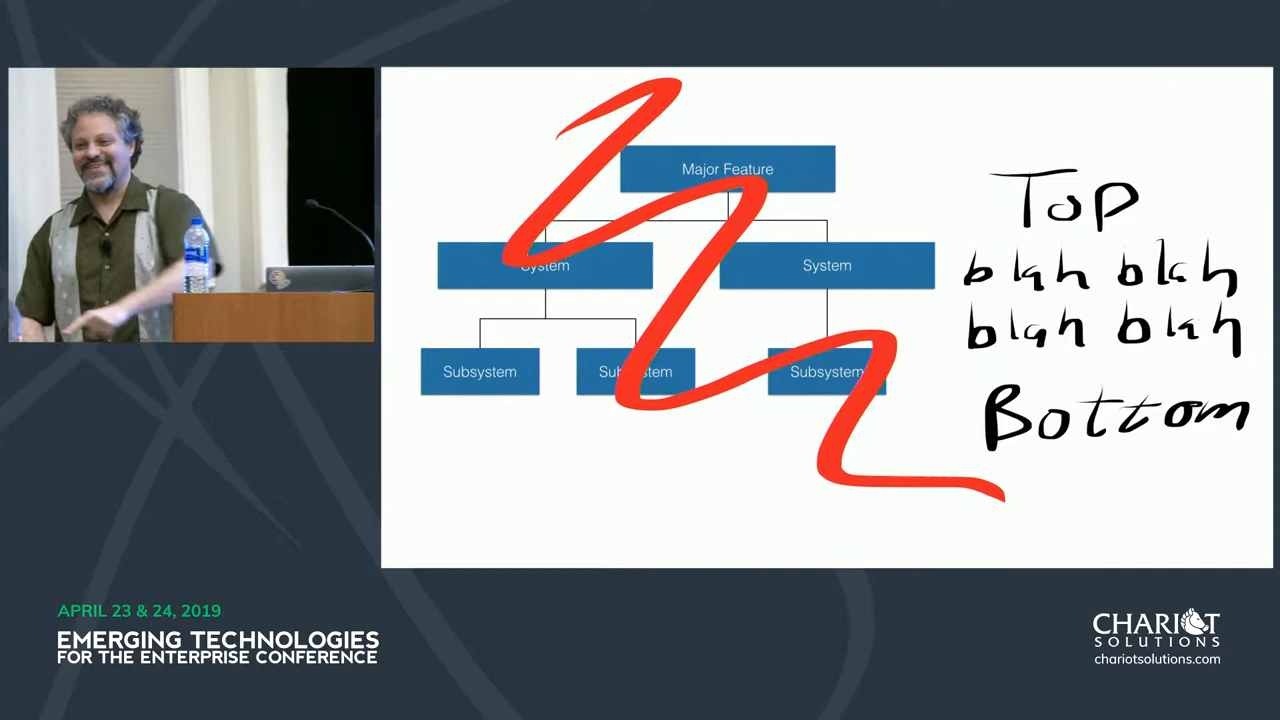 Major Feature
System
System
Subsystem
Subsystem
Subsystem
Top
blah blah
blah blah
Bottom
APRIL 23 & 24, 2019
EMERGING TECHNOLOGIES
FOR THE ENTERPRISE CONFERENCE
CHARIOT
SOLUTIONS
chariotsolutions.com